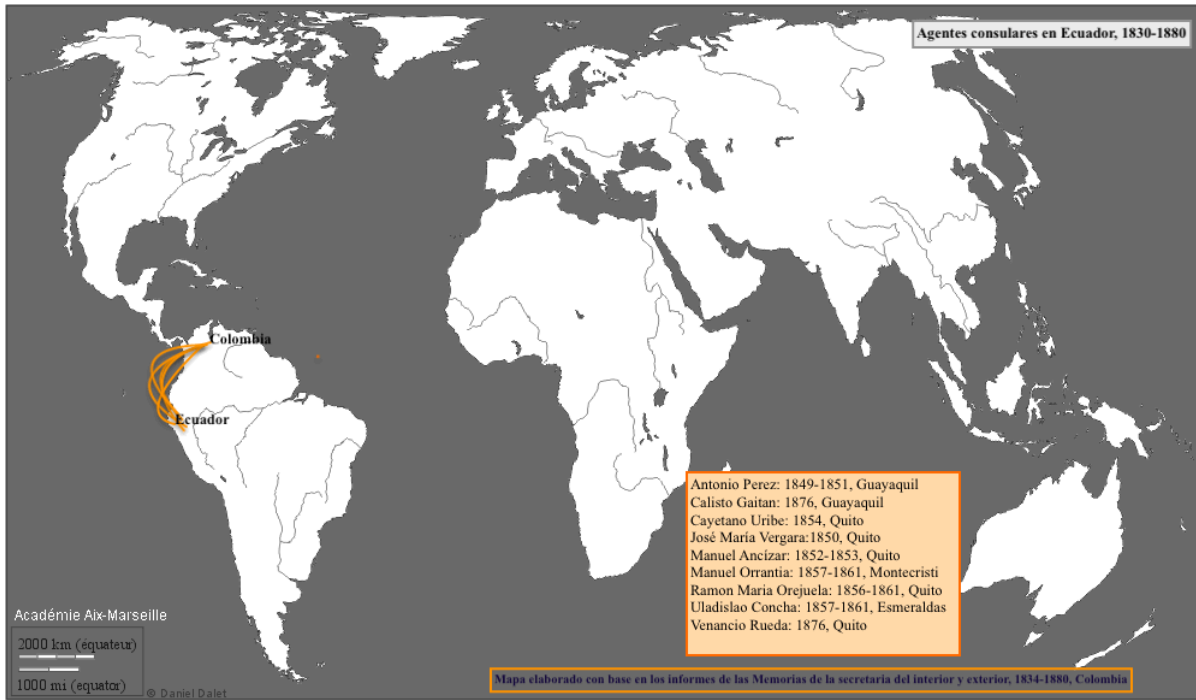 Agentes consulares en Ecuador, 1830-1880
Colombia
Ecuador
Antonio Perez: 1849-1851, Guayaquil
Calisto Gaitan: 1876, Guayaquil
Cayetano Uribe: 1854, Quito
José María Vergara:1850, Quito
Manuel Ancízar: 1852-1853, Quito
Manuel Orrantia: 1857-1861, Montecristi
Ramon Maria Orejuela: 1856-1861, Quito
Uladislao Concha: 1857-1861, Esmeraldas
Venancio Rueda: 1876, Quito
Académie Aix-Marseille
2000 km (équateur)
1000 mi (equator)
© Daniel Dalet
Mapa elaborado con base en los informes de las Memorias de la secretaria del interior y exterior, 1834-1880, Colombia